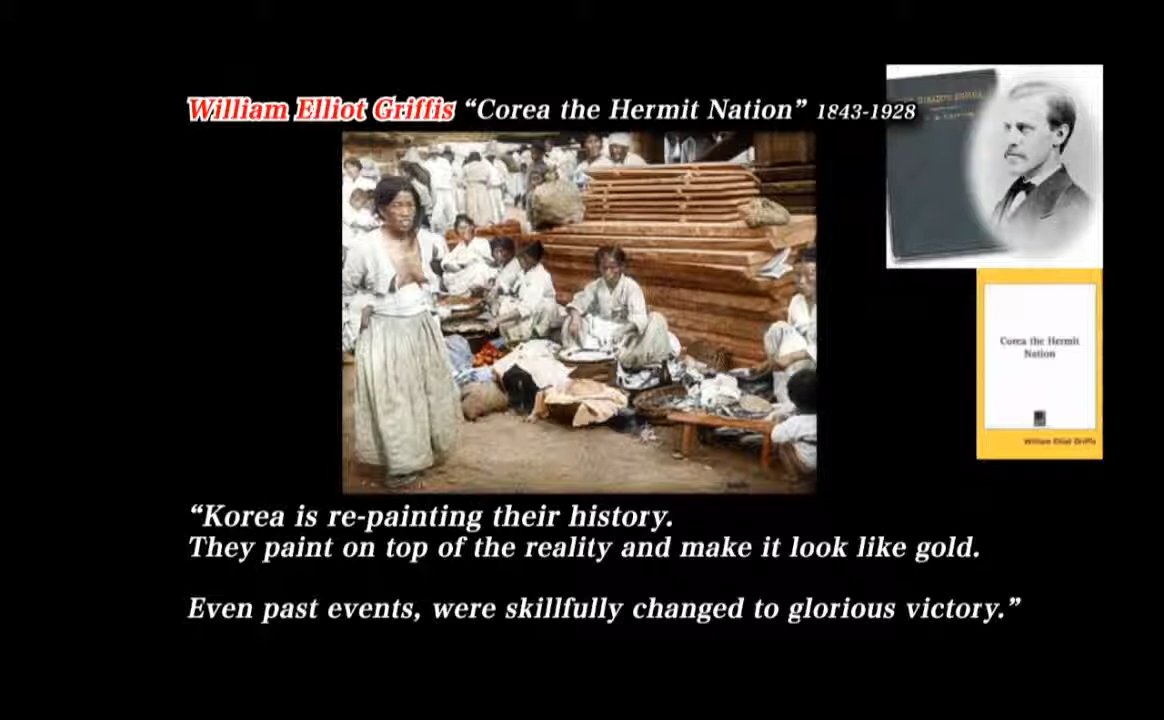 William Elliot Griffis “Corea the Hermit Nation” 1843-1928
Corea the Hermit
Nation
William Elliot Griffis
“Korea is re-painting their history.
They paint on top of the reality and make it look like gold.
Even past events, were skillfully changed to glorious victory.”